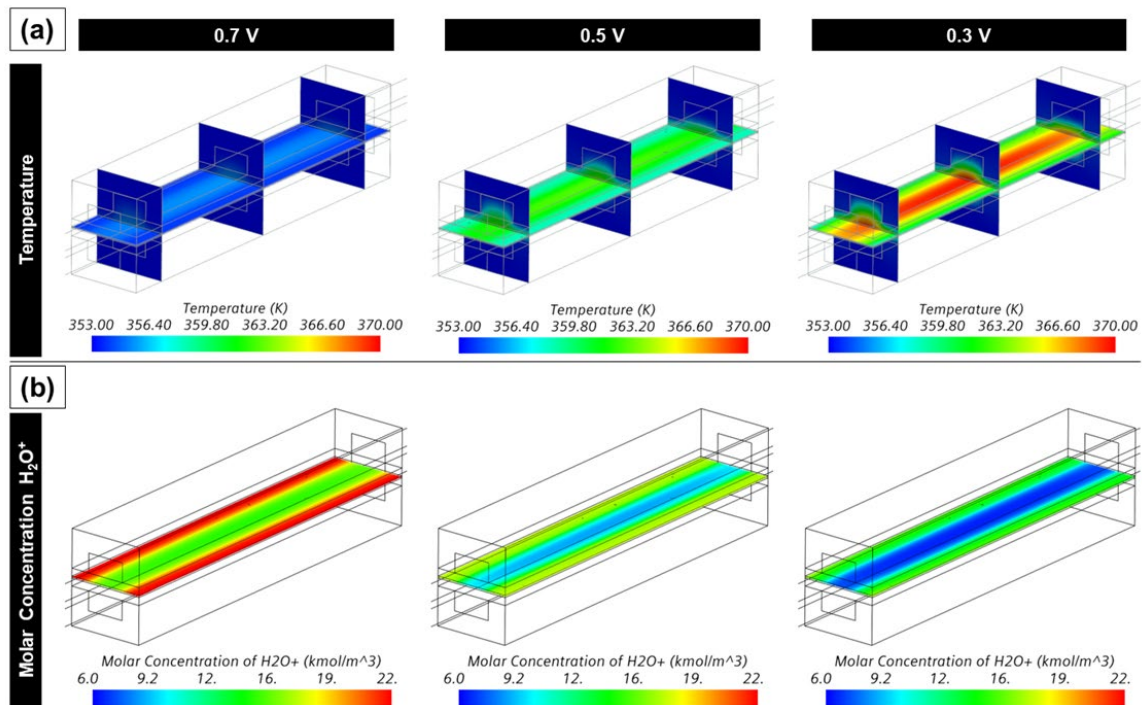 (a)
0.7 V
0.5 V
0.3 V
Temperature
Temperature (K)
353.00 356.40 359.80 363.20 366.60 370.00
Temperature (K)
353.00 356.40 359.80 363.20 366.60 370.00
Temperature (K)
353.00 356.40 359.80 363.20 366.60 370.00
(b)
Molar Concentration H₂O⁺
Molar Concentration of H2O+ (kmol/m^3)
6.0 9.2 12. 16. 19. 22.
Molar Concentration of H2O+ (kmol/m^3)
6.0 9.2 12. 16. 19. 22.
Molar Concentration of H2O+ (kmol/m^3)
6.0 9.2 12. 16. 19. 22.